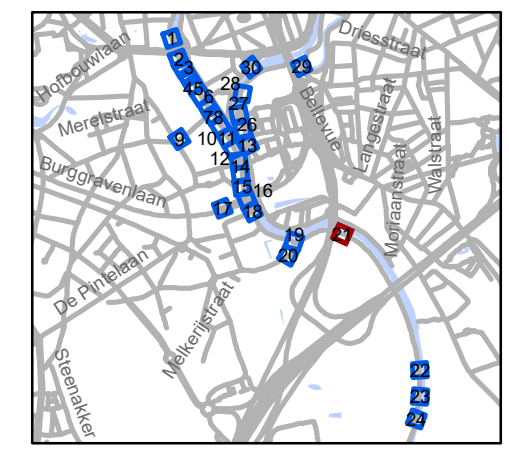 1
2
3
4
5
6
7
8
9
10
11
12
13
14
15
16
17
18
19
20
21
22
23
24
26
27
28
29
30
Hofbouwlaan
Merelstraat
Burggravenlaan
De Pintelaan
Steenakker
Melkerijstraat
Driesstraat
Bellevue
Langestraat
Moriaanstraat
Walstraat